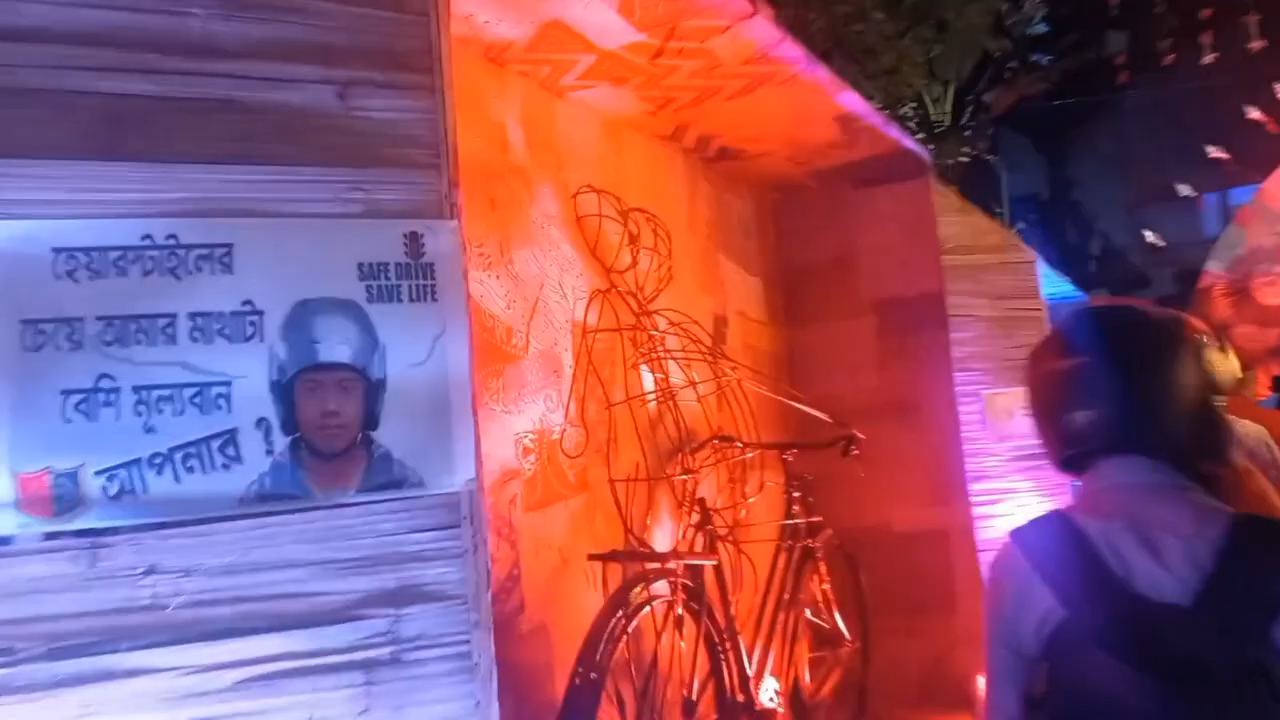 হেয়ারস্টাইলের
চেয়ে আমার মাথাটা
বেশি মূল্যবান
আপনার ?
SAFE DRIVE
SAVE LIFE